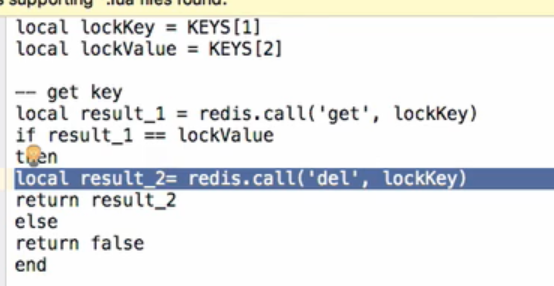 supporting .lua files found.
local lockKey = KEYS[1]
local lockValue = KEYS[2]
-- get key
local result_1 = redis.call('get', lockKey)
if result_1 == lockValue
then
local result_2= redis.call('del', lockKey)
return result_2
else
return false
end